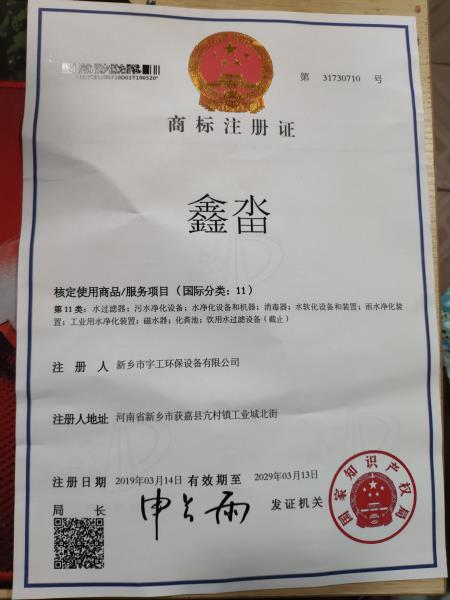 第 31730710 号
商标注册证
鑫畓
核定使用商品/服务项目（国际分类：11）
第11类：水过滤器；污水净化设备；水净化设备和机器；消毒器；水软化设备和装置；雨水净化装
置；工业用水净化装置；磁水器；化粪池；饮用水过滤设备（截止）
注 册 人 新乡市宇工环保设备有限公司
注册人地址 河南省新乡市获嘉县亢村镇工业城北街
注册日期 2019年03月14日 有效期至 2029年03月13日
局 长 申长雨 发证机关
国家知识产权局